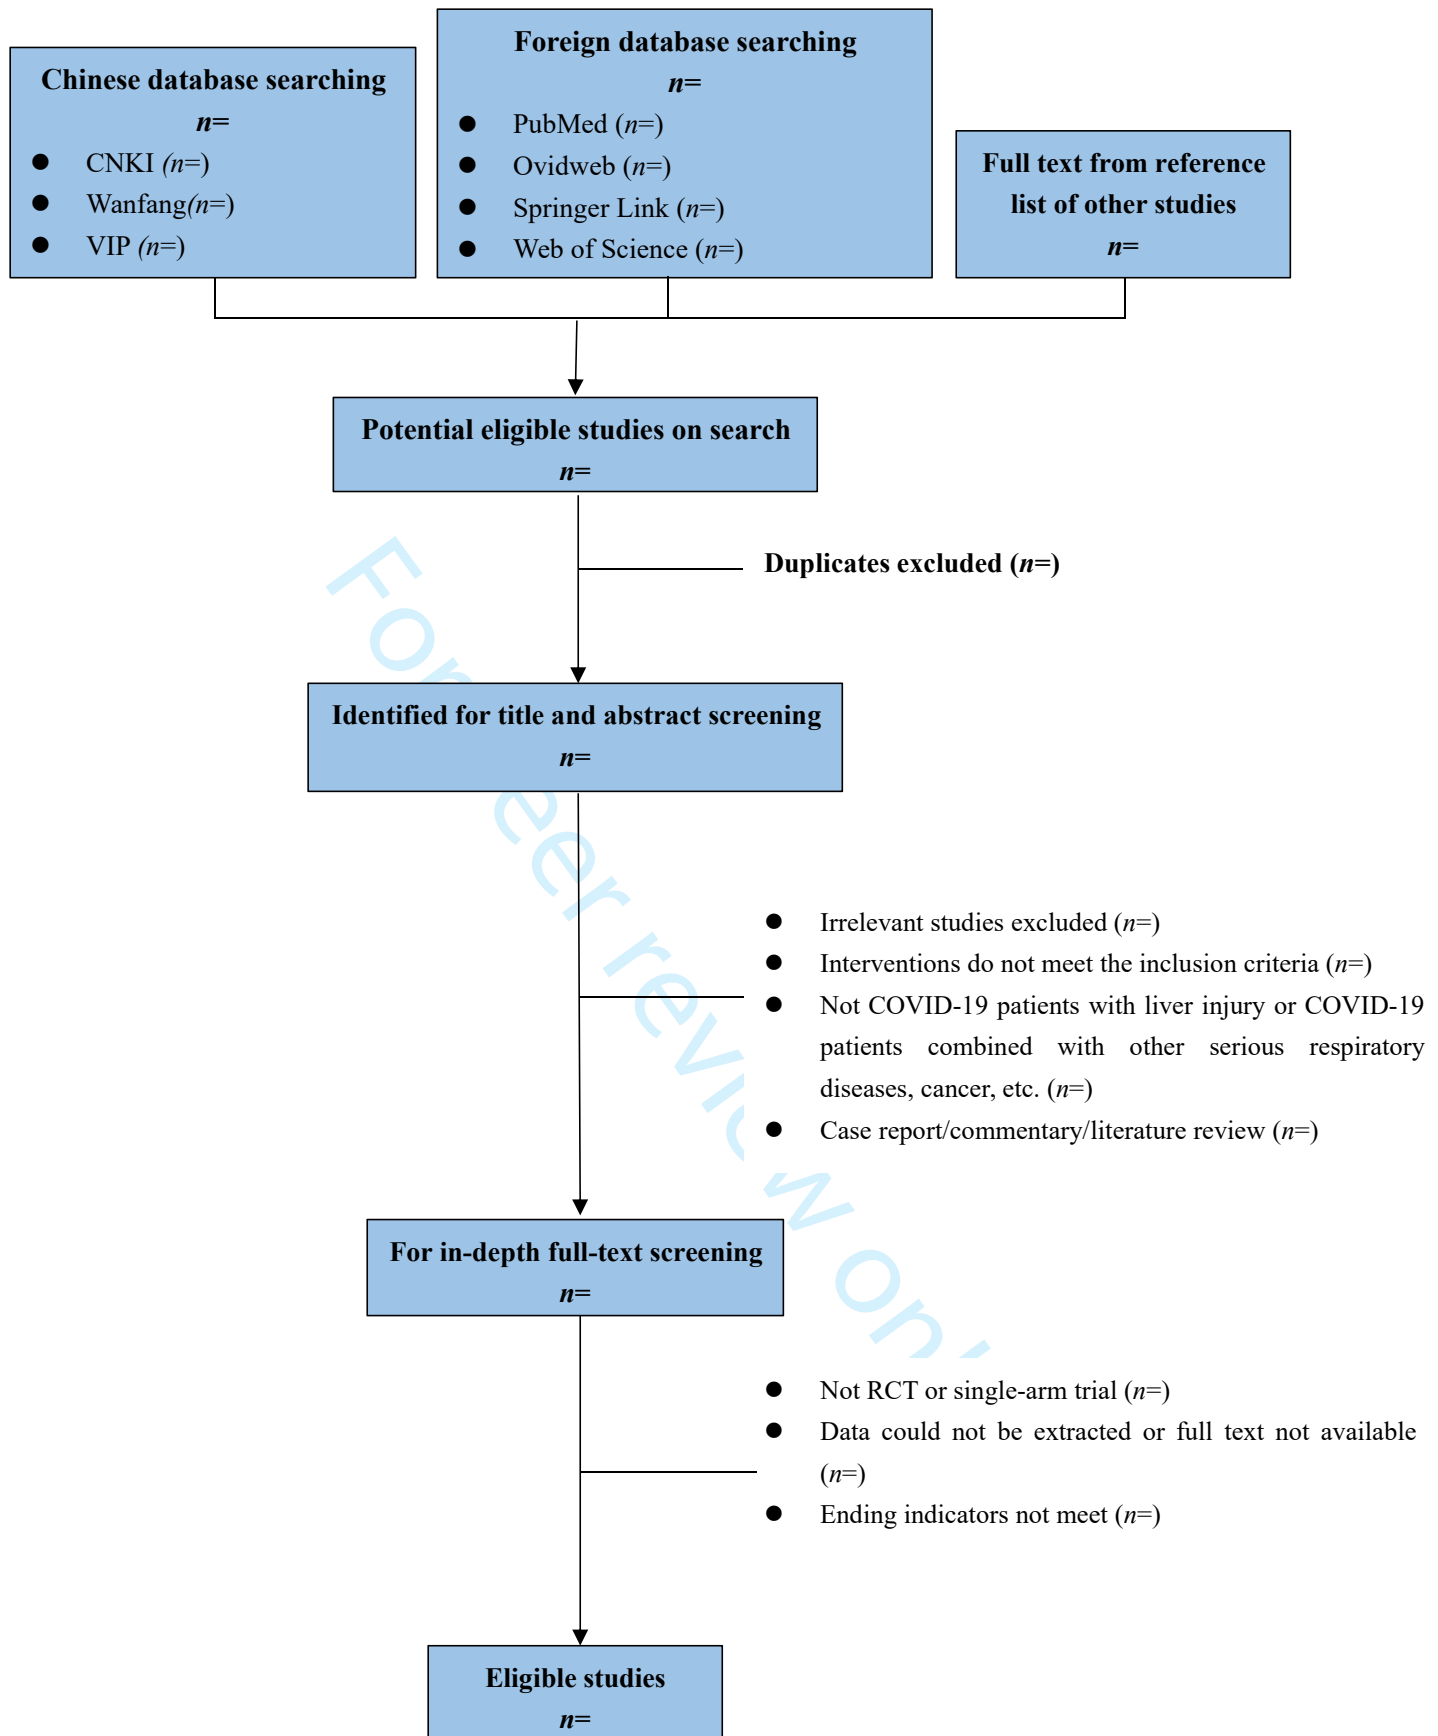 Chinese database searching
n=
● CNKI (n=)
● Wanfang(n=)
● VIP (n=)
Foreign database searching
n=
● PubMed (n=)
● Ovidweb (n=)
● Springer Link (n=)
● Web of Science (n=)
Full text from reference
list of other studies
n=
Potential eligible studies on search
n=
Duplicates excluded (n=)
Identified for title and abstract screening
n=
● Irrelevant studies excluded (n=)
● Interventions do not meet the inclusion criteria (n=)
● Not COVID-19 patients with liver injury or COVID-19
patients combined with other serious respiratory
diseases, cancer, etc. (n=)
● Case report/commentary/literature review (n=)
For in-depth full-text screening
n=
● Not RCT or single-arm trial (n=)
● Data could not be extracted or full text not available
(n=)
● Ending indicators not meet (n=)
Eligible studies
n=
For review